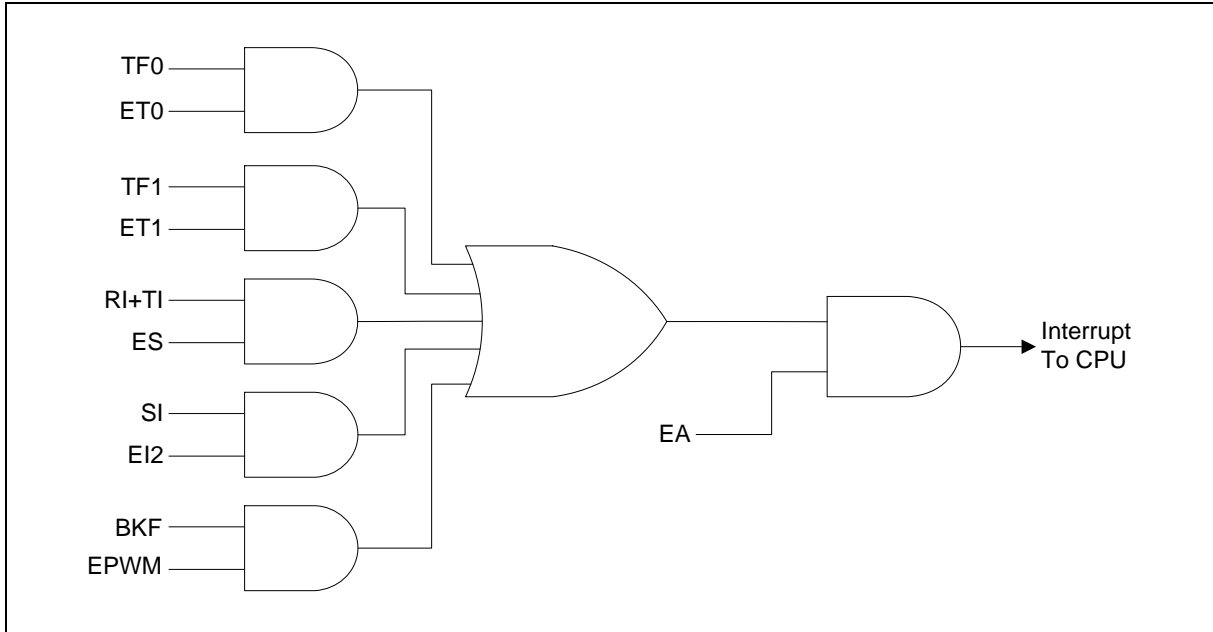 TF0
ET0
TF1
ET1
RI+TI
ES
SI
EI2
BKF
EPWM
EA
Interrupt
To CPU